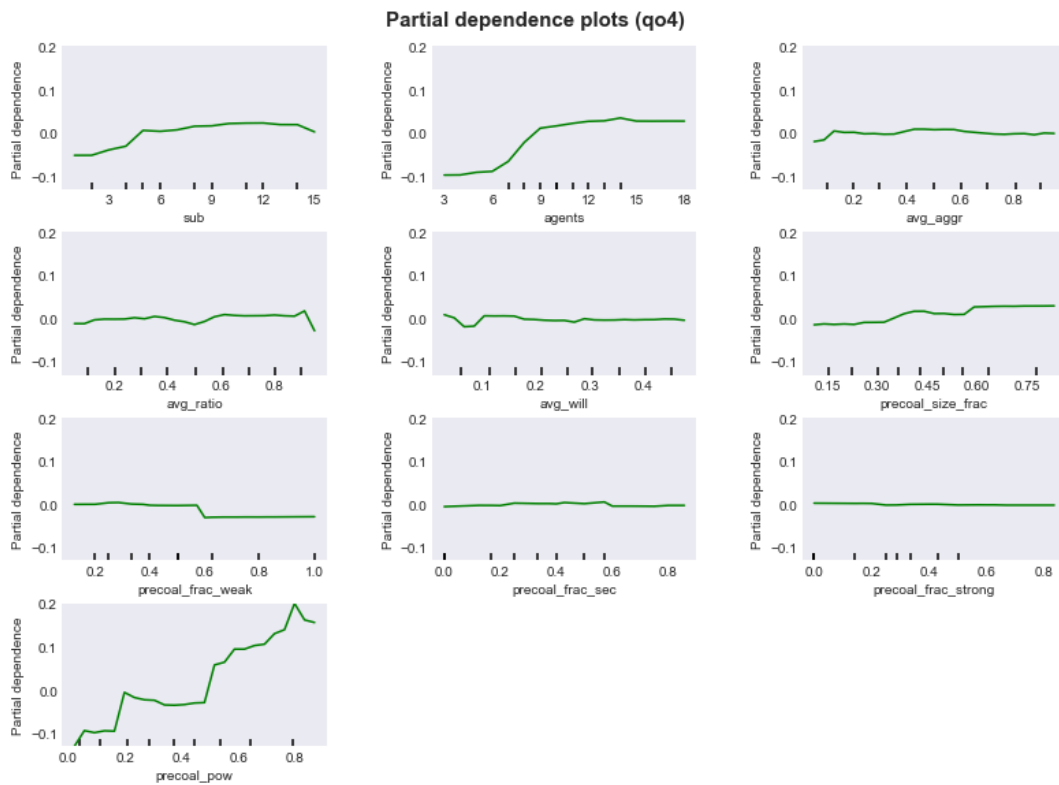 Partial dependence plots (qo4)
Partial dependence
0.2
0.1
0.0
−0.1
3 6 9 12 15
sub
Partial dependence
0.2
0.1
0.0
−0.1
3 6 9 12 15 18
agents
Partial dependence
0.2
0.1
0.0
−0.1
0.2 0.4 0.6 0.8
avg_aggr
Partial dependence
0.2
0.1
0.0
−0.1
0.2 0.4 0.6 0.8
avg_ratio
Partial dependence
0.2
0.1
0.0
−0.1
0.1 0.2 0.3 0.4
avg_will
Partial dependence
0.2
0.1
0.0
−0.1
0.15 0.30 0.45 0.60 0.75
precoal_size_frac
Partial dependence
0.2
0.1
0.0
−0.1
0.2 0.4 0.6 0.8 1.0
precoal_frac_weak
Partial dependence
0.2
0.1
0.0
−0.1
0.0 0.2 0.4 0.6 0.8
precoal_frac_sec
Partial dependence
0.2
0.1
0.0
−0.1
0.0 0.2 0.4 0.6 0.8
precoal_frac_strong
Partial dependence
0.2
0.1
0.0
−0.1
0.0 0.2 0.4 0.6 0.8
precoal_pow